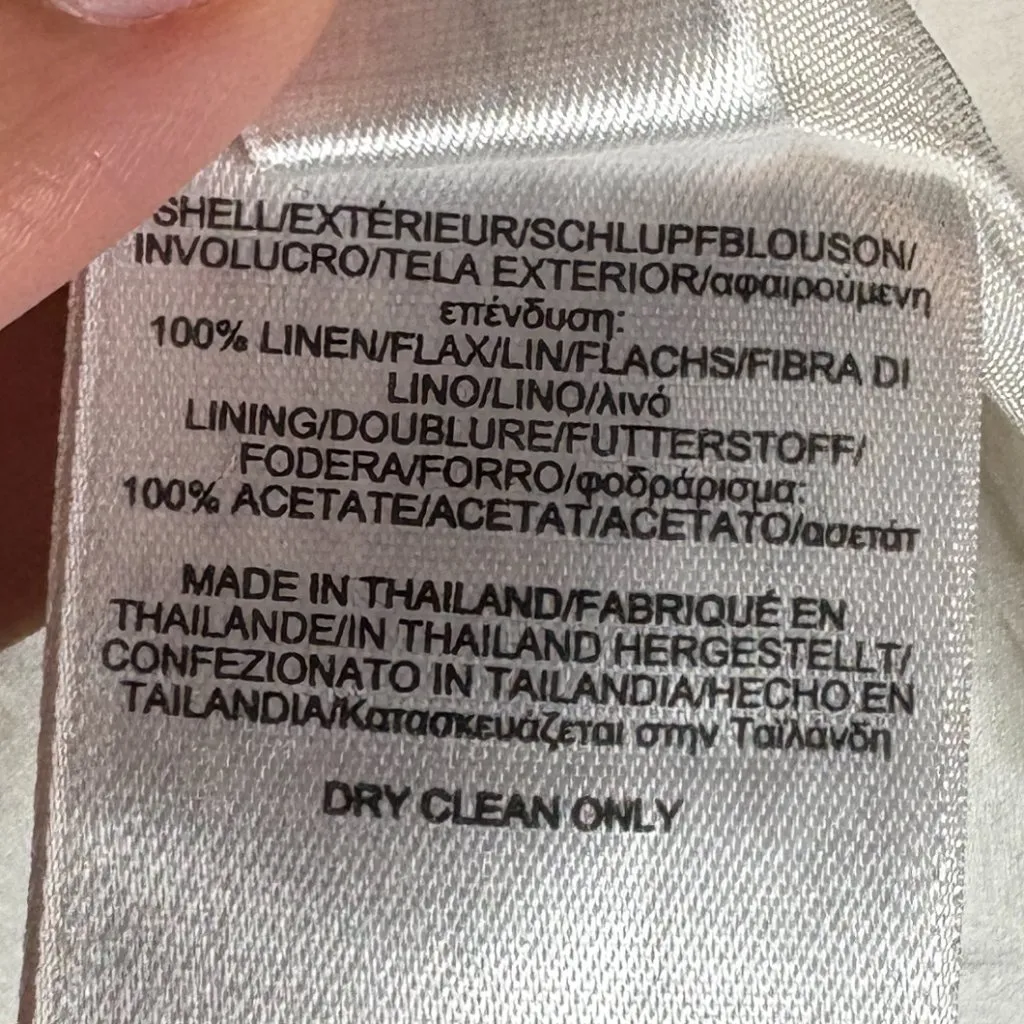 SHELL/EXTÉRIEUR/SCHLUPFBLOUSON/
INVOLUCRO/TELA EXTERIOR/αφαιρούμενη
επένδυση:
100% LINEN/FLAX/LIN/FLACHS/FIBRA DI
LINO/LINO/λινό
LINING/DOUBLURE/FUTTERSTOFF/
FODERA/FORRO/φοδράρισμα:
100% ACETATE/ACETAT/ACETATO/ασετάτ
MADE IN THAILAND/FABRIQUÉ EN
THAILANDE/IN THAILAND HERGESTELLT/
CONFEZIONATO IN TAILANDIA/HECHO EN
TAILANDIA/Κατασκευάζεται στην Ταϊλάνδη
DRY CLEAN ONLY